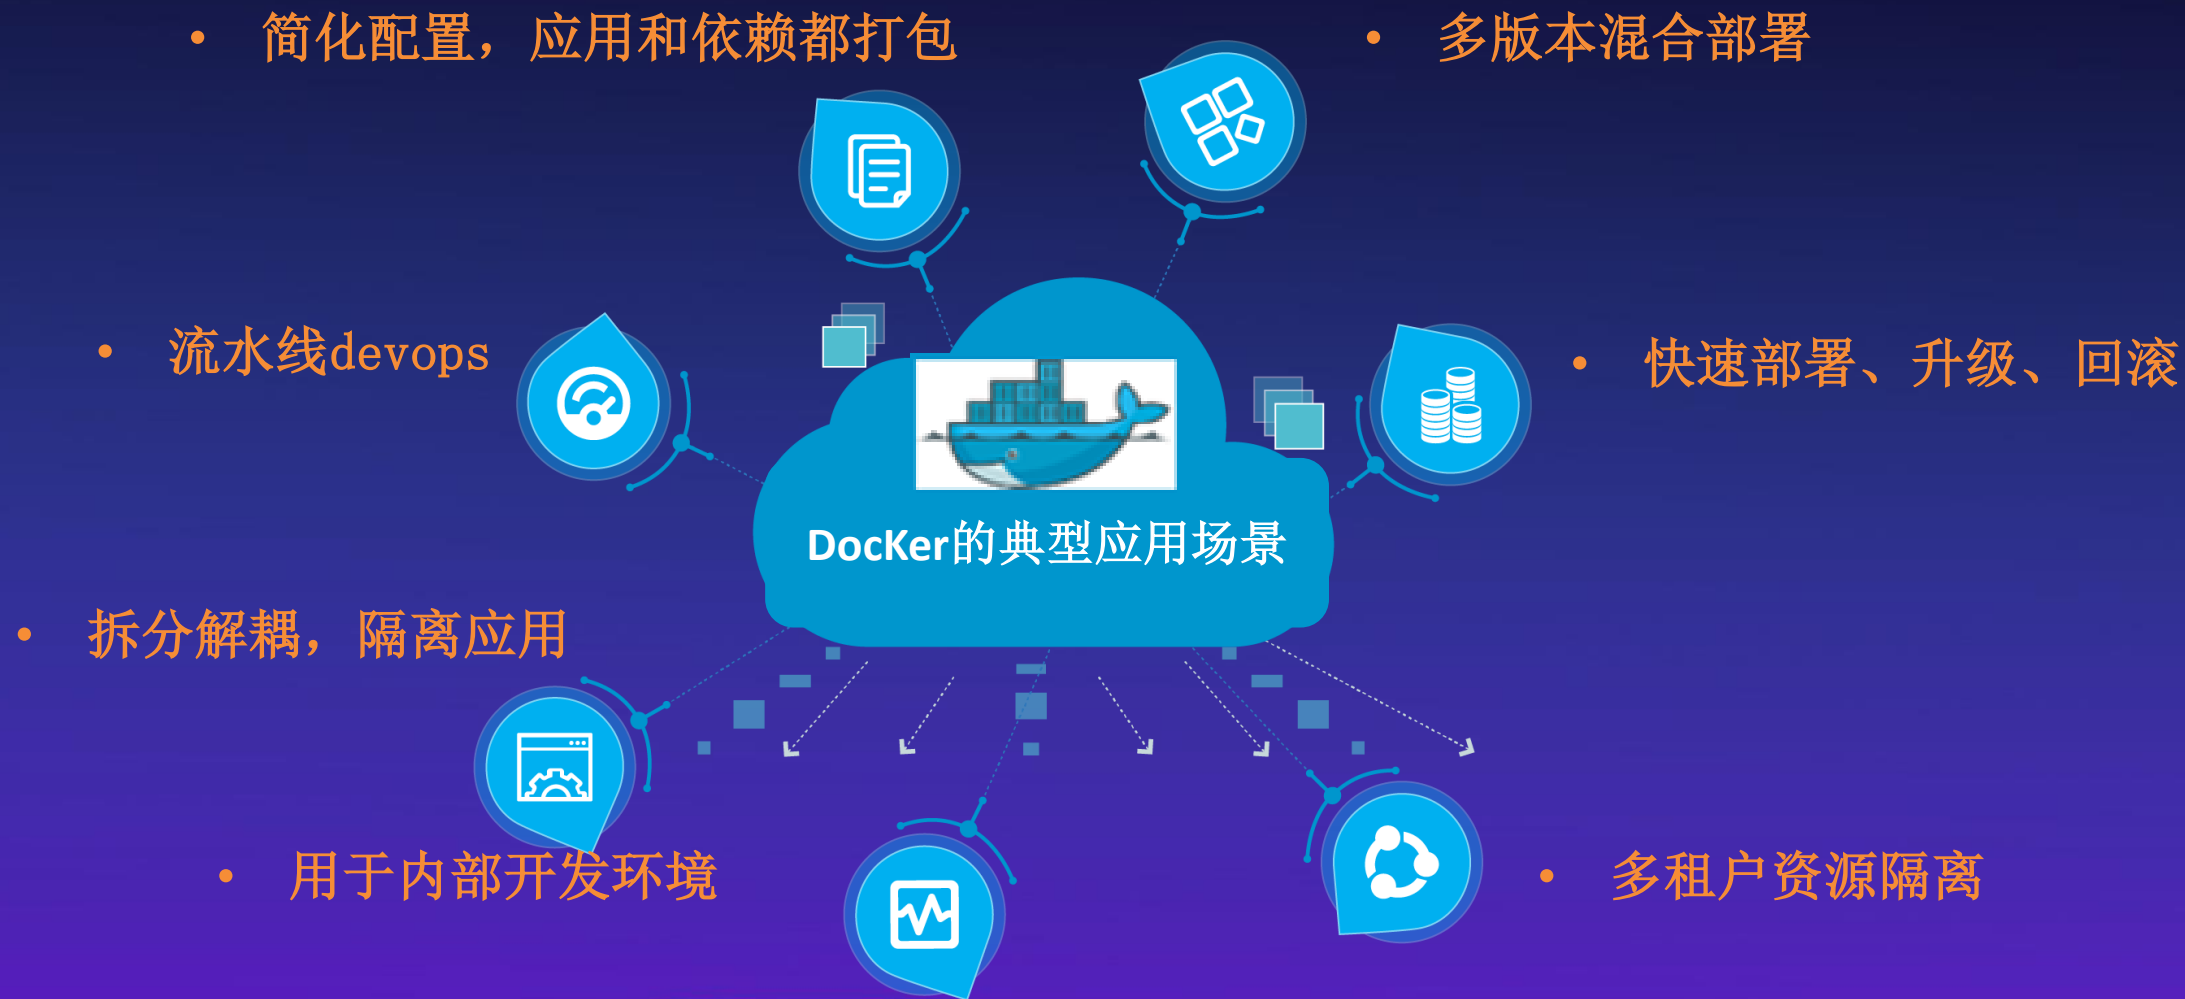 • 简化配置，应用和依赖都打包
• 多版本混合部署
• 流水线devops
• 快速部署、升级、回滚
DocKer的典型应用场景
• 拆分解耦，隔离应用
• 用于内部开发环境
• 多租户资源隔离